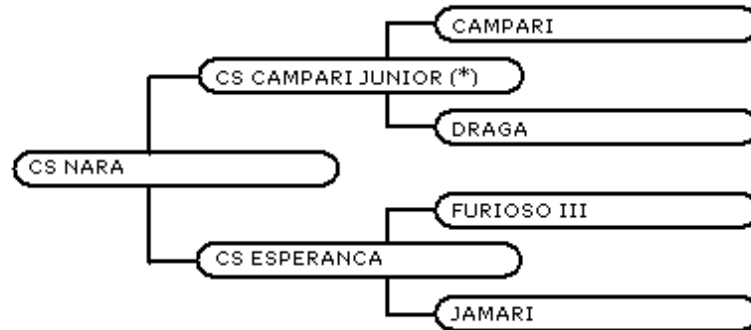 CAMPARI
CS CAMPARI JUNIOR (*)
DRAGA
CS NARA
FURIOSO III
CS ESPERANCA
JAMARI